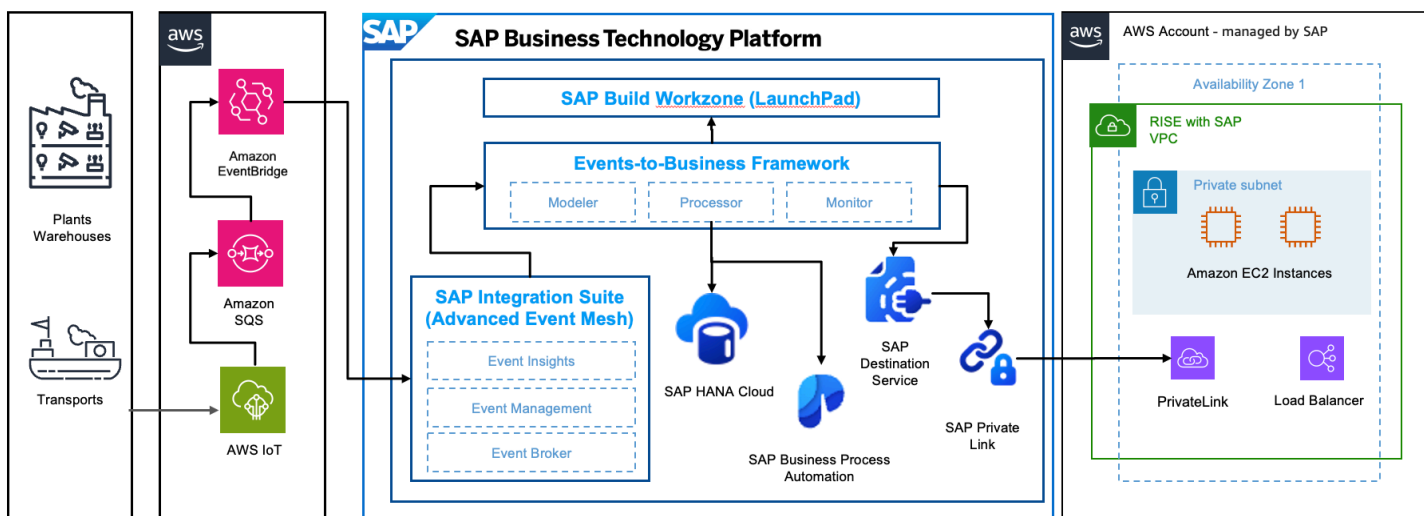 Plants
Warehouses
Transports
aws
Amazon
EventBridge
Amazon
SQS
AWS IoT
SAP
SAP Business Technology Platform
SAP Build Workzone (LaunchPad)
Events-to-Business Framework
Modeler
Processor
Monitor
SAP Integration Suite
(Advanced Event Mesh)
Event Insights
Event Management
Event Broker
SAP HANA Cloud
SAP Business Process
Automation
SAP
Destination
Service
SAP Private
Link
aws
AWS Account - managed by SAP
Availability Zone 1
RISE with SAP
VPC
Private subnet
Amazon EC2 Instances
PrivateLink
Load Balancer